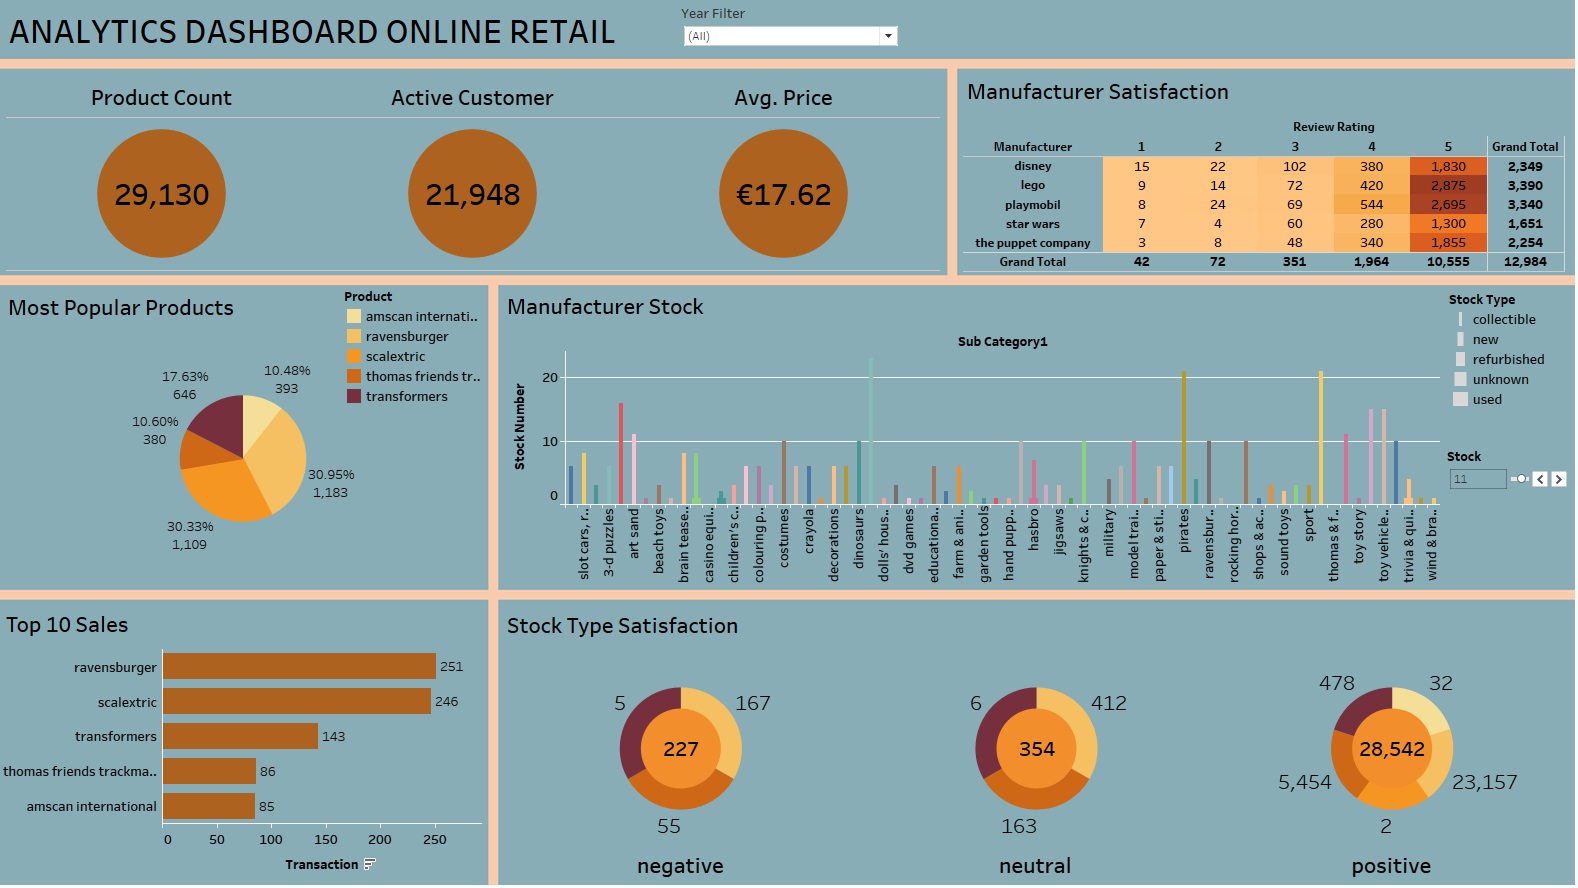 ANALYTICS DASHBOARD ONLINE RETAIL
Year Filter
(All)
Product Count
Active Customer
Avg. Price
29,130
21,948
€17.62
Manufacturer Satisfaction
Review Rating
Manufacturer 1 2 3 4 5 Grand Total
disney 15 22 102 380 1,830 2,349
lego 9 14 72 420 2,875 3,390
playmobil 8 24 69 544 2,695 3,340
star wars 7 4 60 280 1,300 1,651
the puppet company 3 8 48 340 1,855 2,254
Grand Total 42 72 351 1,964 10,555 12,984
Most Popular Products
Product
amscan internati..
ravensburger
scalextric
thomas friends tr..
transformers
17.63%
646
10.48%
393
10.60%
380
30.95%
1,183
30.33%
1,109
Manufacturer Stock
Sub Category1
Stock Number
20
10
0
slot cars, r..
3-d puzzles
art sand
beach toys
brain tease..
casino equi..
children's c..
colouring p..
costumes
crayola
decorations
dinosaurs
dolls' hous..
dvd games
educationa..
farm & ani..
garden tools
hand pupp..
hasbro
jigsaws
knights & c..
military
model trai..
paper & sti..
pirates
ravensbur..
rocking hor..
shops & ac..
sound toys
sport
thomas & f..
toy story
toy vehicle..
trivia & qui..
wind & bra..
Stock Type
collectible
new
refurbished
unknown
used
Stock
11
Top 10 Sales
ravensburger 251
scalextric 246
transformers 143
thomas friends trackma.. 86
amscan international 85
0 50 100 150 200 250
Transaction
Stock Type Satisfaction
5
167
227
55
negative
6
412
354
163
neutral
478
32
28,542
5,454
23,157
2
positive